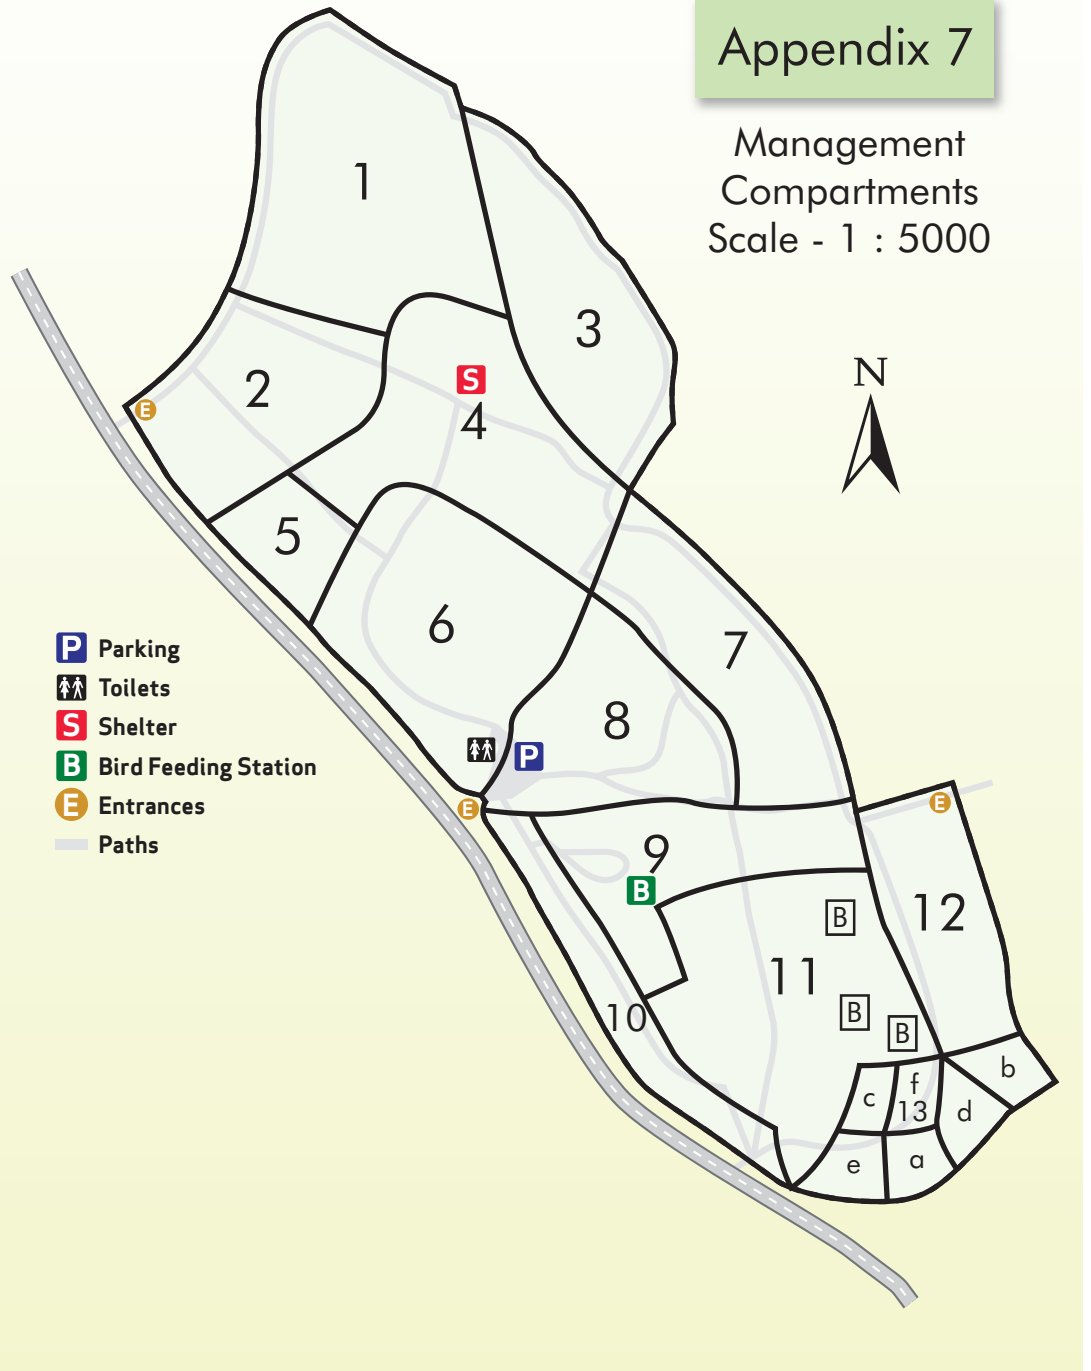 Appendix 7
Management
Compartments
Scale - 1 : 5000
N
1
3
2
E
S
4
5
6
7
8
P
E
Parking
P
Toilets
S
Shelter
B
Bird Feeding Station
E
Entrances
Paths
E
9
B
B
12
11
B
B
10
b
c
f
13
d
e
a